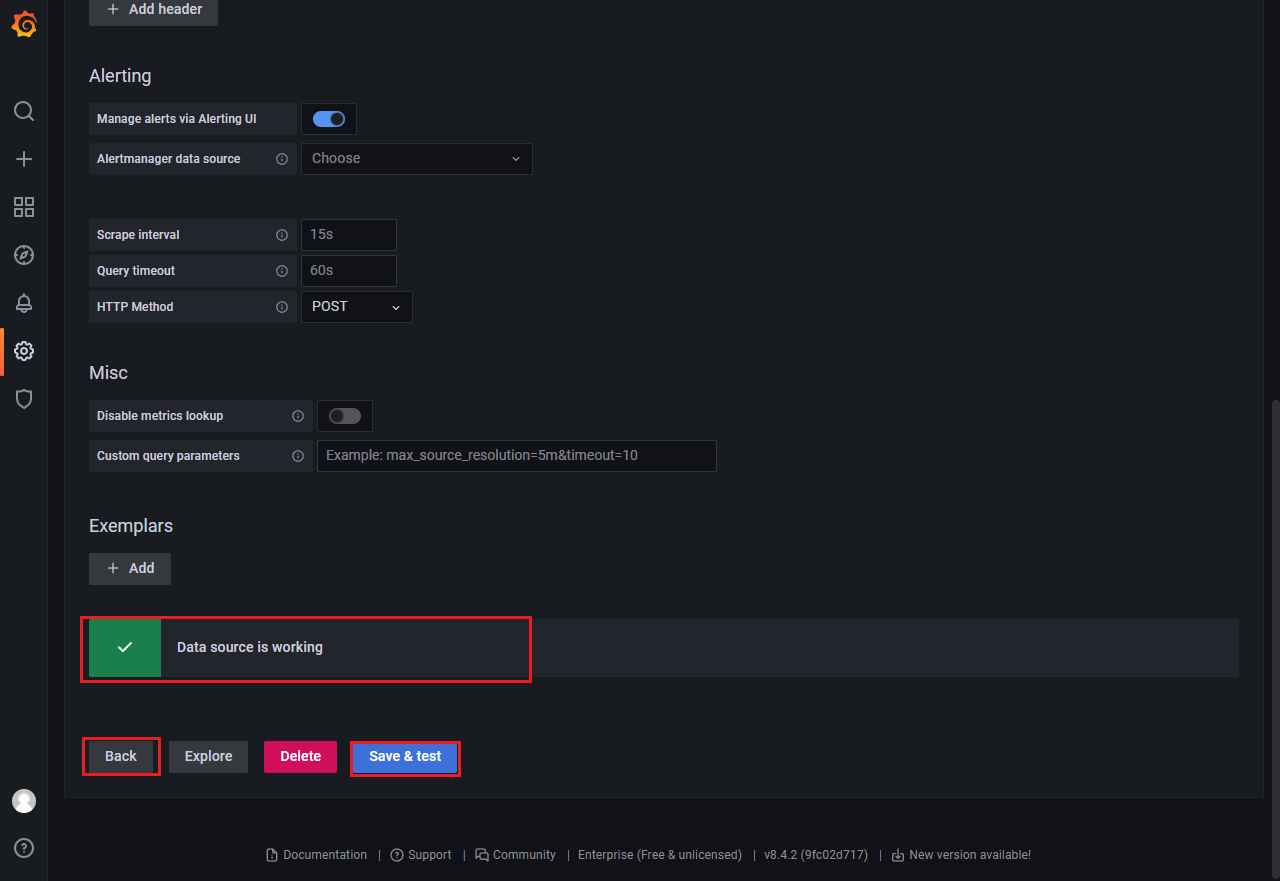 Add header
Alerting
Manage alerts via Alerting UI
Alertmanager data source
Choose
Scrape interval
15s
Query timeout
60s
HTTP Method
POST
Misc
Disable metrics lookup
Custom query parameters
Example: max_source_resolution=5m&timeout=10
Exemplars
Add
Data source is working
Back
Explore
Delete
Save & test
Documentation | Support | Community | Enterprise (Free & unlicensed) | v8.4.2 (9fc02d717) | New version available!